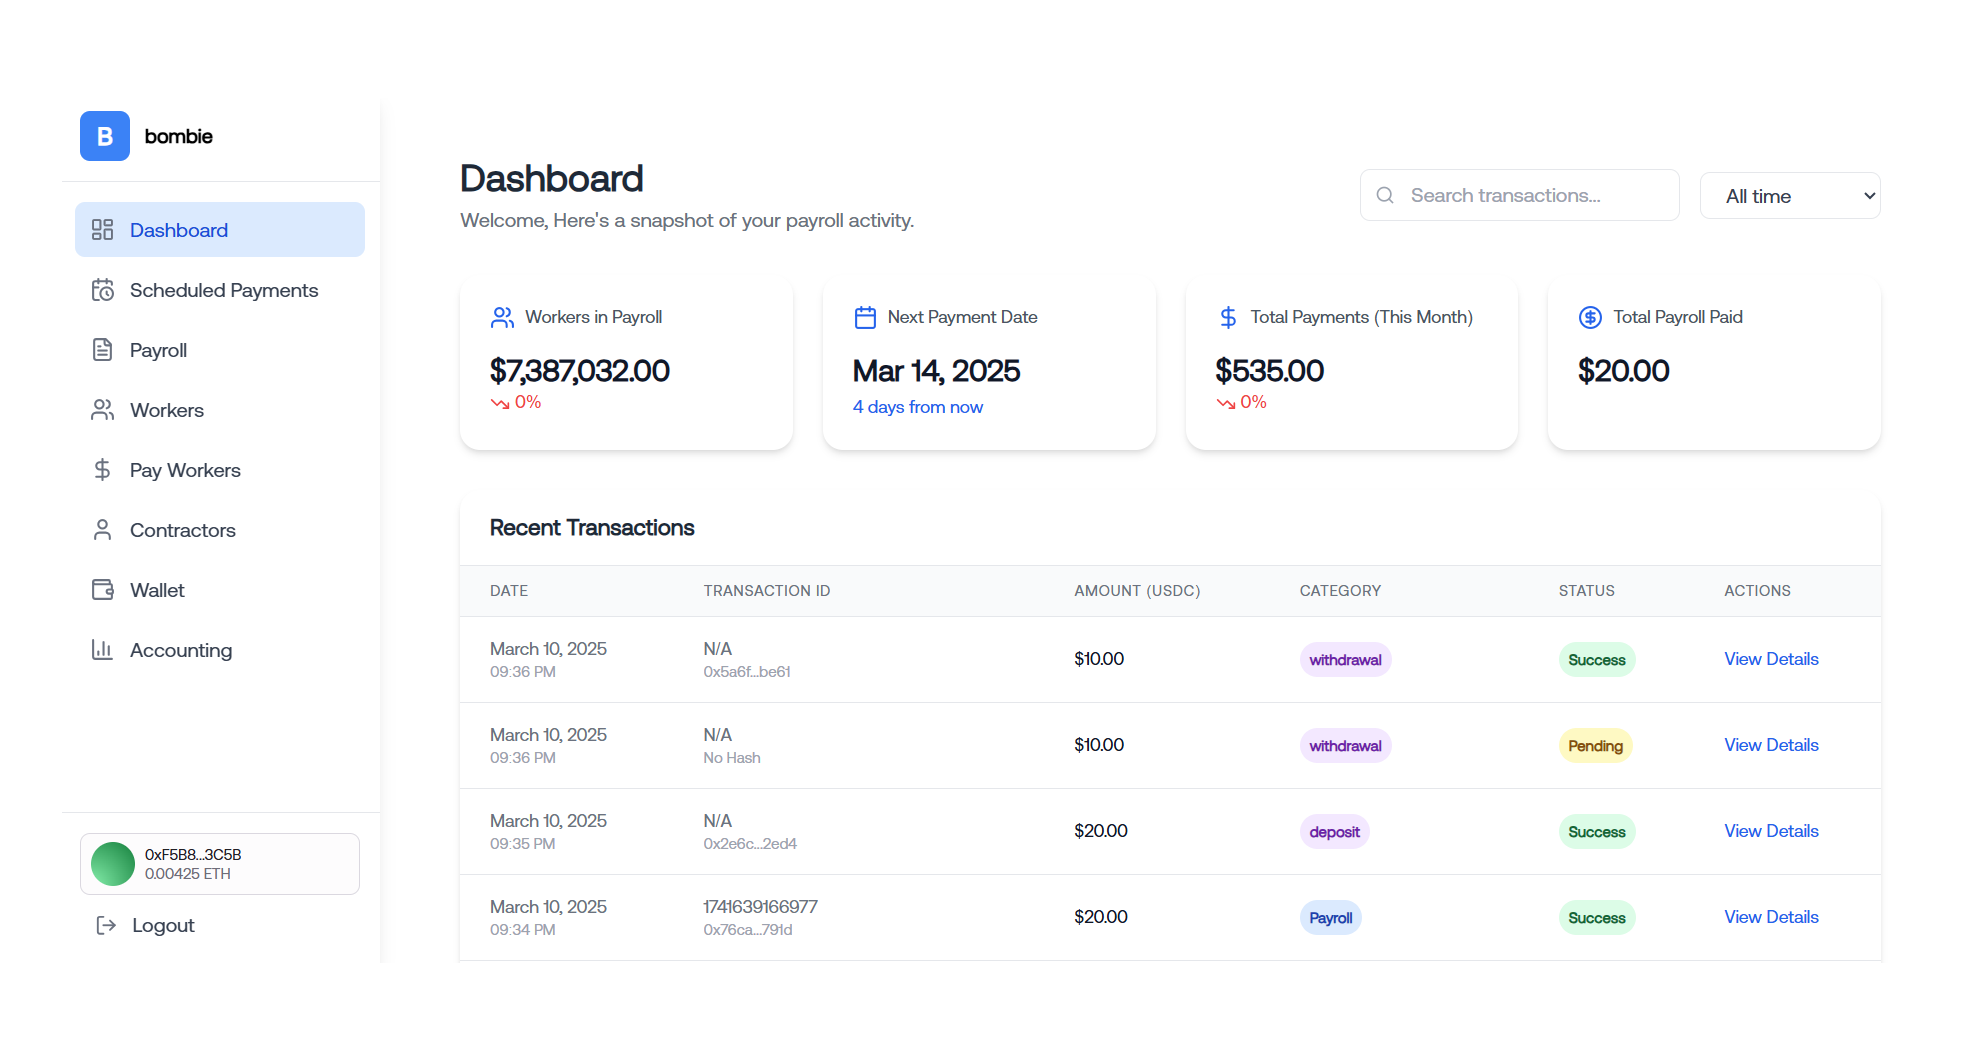 B bombie
Dashboard
Scheduled Payments
Payroll
Workers
Pay Workers
Contractors
Wallet
Accounting
0xF5B8...3C5B
0.00425 ETH
Logout
Dashboard
Welcome, Here's a snapshot of your payroll activity.
Search transactions...
All time
Workers in Payroll
$7,387,032.00
0%
Next Payment Date
Mar 14, 2025
4 days from now
Total Payments (This Month)
$535.00
0%
Total Payroll Paid
$20.00
Recent Transactions
DATE TRANSACTION ID AMOUNT (USDC) CATEGORY STATUS ACTIONS
March 10, 2025 N/A $10.00 withdrawal Success View Details
09:36 PM 0x5a6f...be61
March 10, 2025 N/A $10.00 withdrawal Pending View Details
09:36 PM No Hash
March 10, 2025 N/A $20.00 deposit Success View Details
09:35 PM 0x2e6c...2ed4
March 10, 2025 1741639166977 $20.00 Payroll Success View Details
09:34 PM 0x76ca...791d